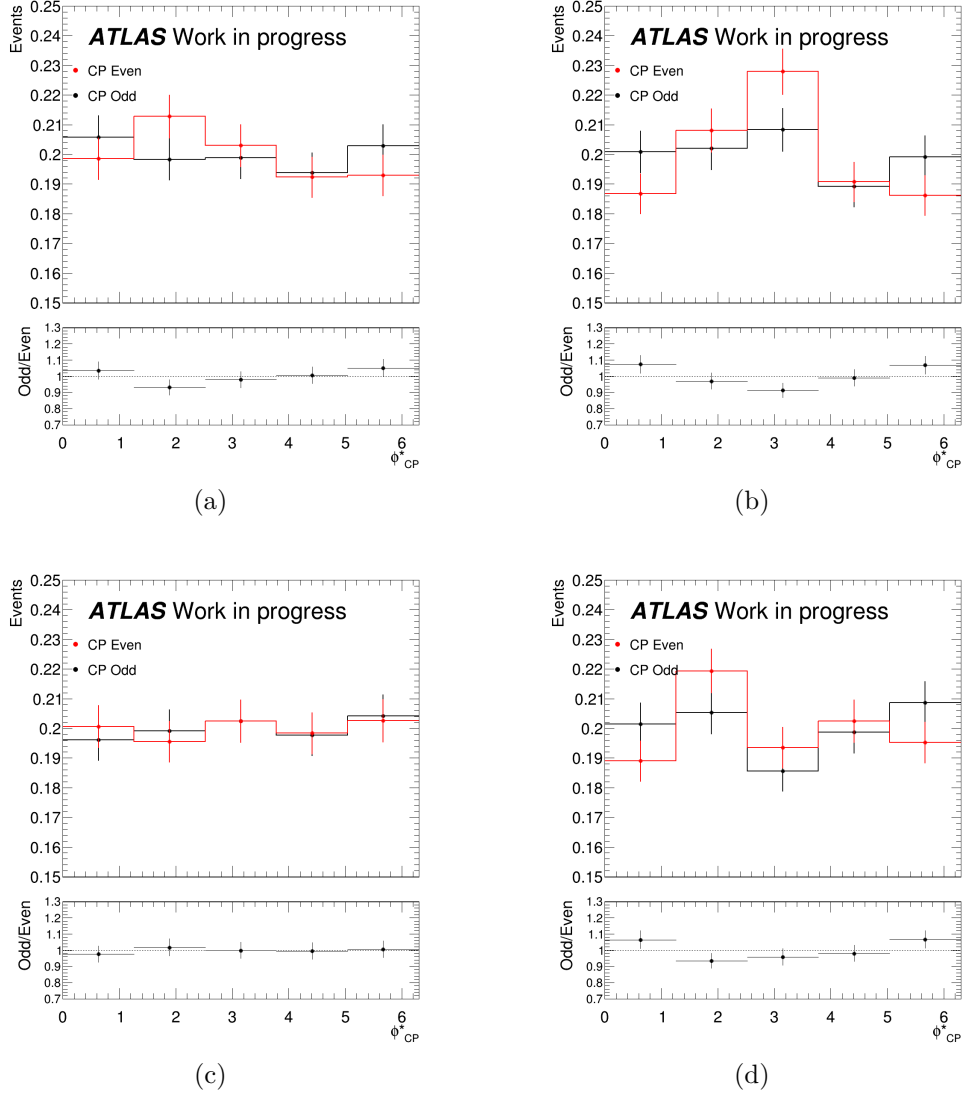 Events
0.25
0.24
0.23
0.22
0.21
0.2
0.19
0.18
0.17
0.16
0.15
ATLAS Work in progress
CP Even
CP Odd
Odd/Even
1.3
1.2
1.1
1
0.9
0.8
0.7
0 1 2 3 4 5 6
ϕ*CP
(a)
Events
0.25
0.24
0.23
0.22
0.21
0.2
0.19
0.18
0.17
0.16
0.15
ATLAS Work in progress
CP Even
CP Odd
Odd/Even
1.3
1.2
1.1
1
0.9
0.8
0.7
0 1 2 3 4 5 6
ϕ*CP
(b)
Events
0.25
0.24
0.23
0.22
0.21
0.2
0.19
0.18
0.17
0.16
0.15
ATLAS Work in progress
CP Even
CP Odd
Odd/Even
1.3
1.2
1.1
1
0.9
0.8
0.7
0 1 2 3 4 5 6
ϕ*CP
(c)
Events
0.25
0.24
0.23
0.22
0.21
0.2
0.19
0.18
0.17
0.16
0.15
ATLAS Work in progress
CP Even
CP Odd
Odd/Even
1.3
1.2
1.1
1
0.9
0.8
0.7
0 1 2 3 4 5 6
ϕ*CP
(d)